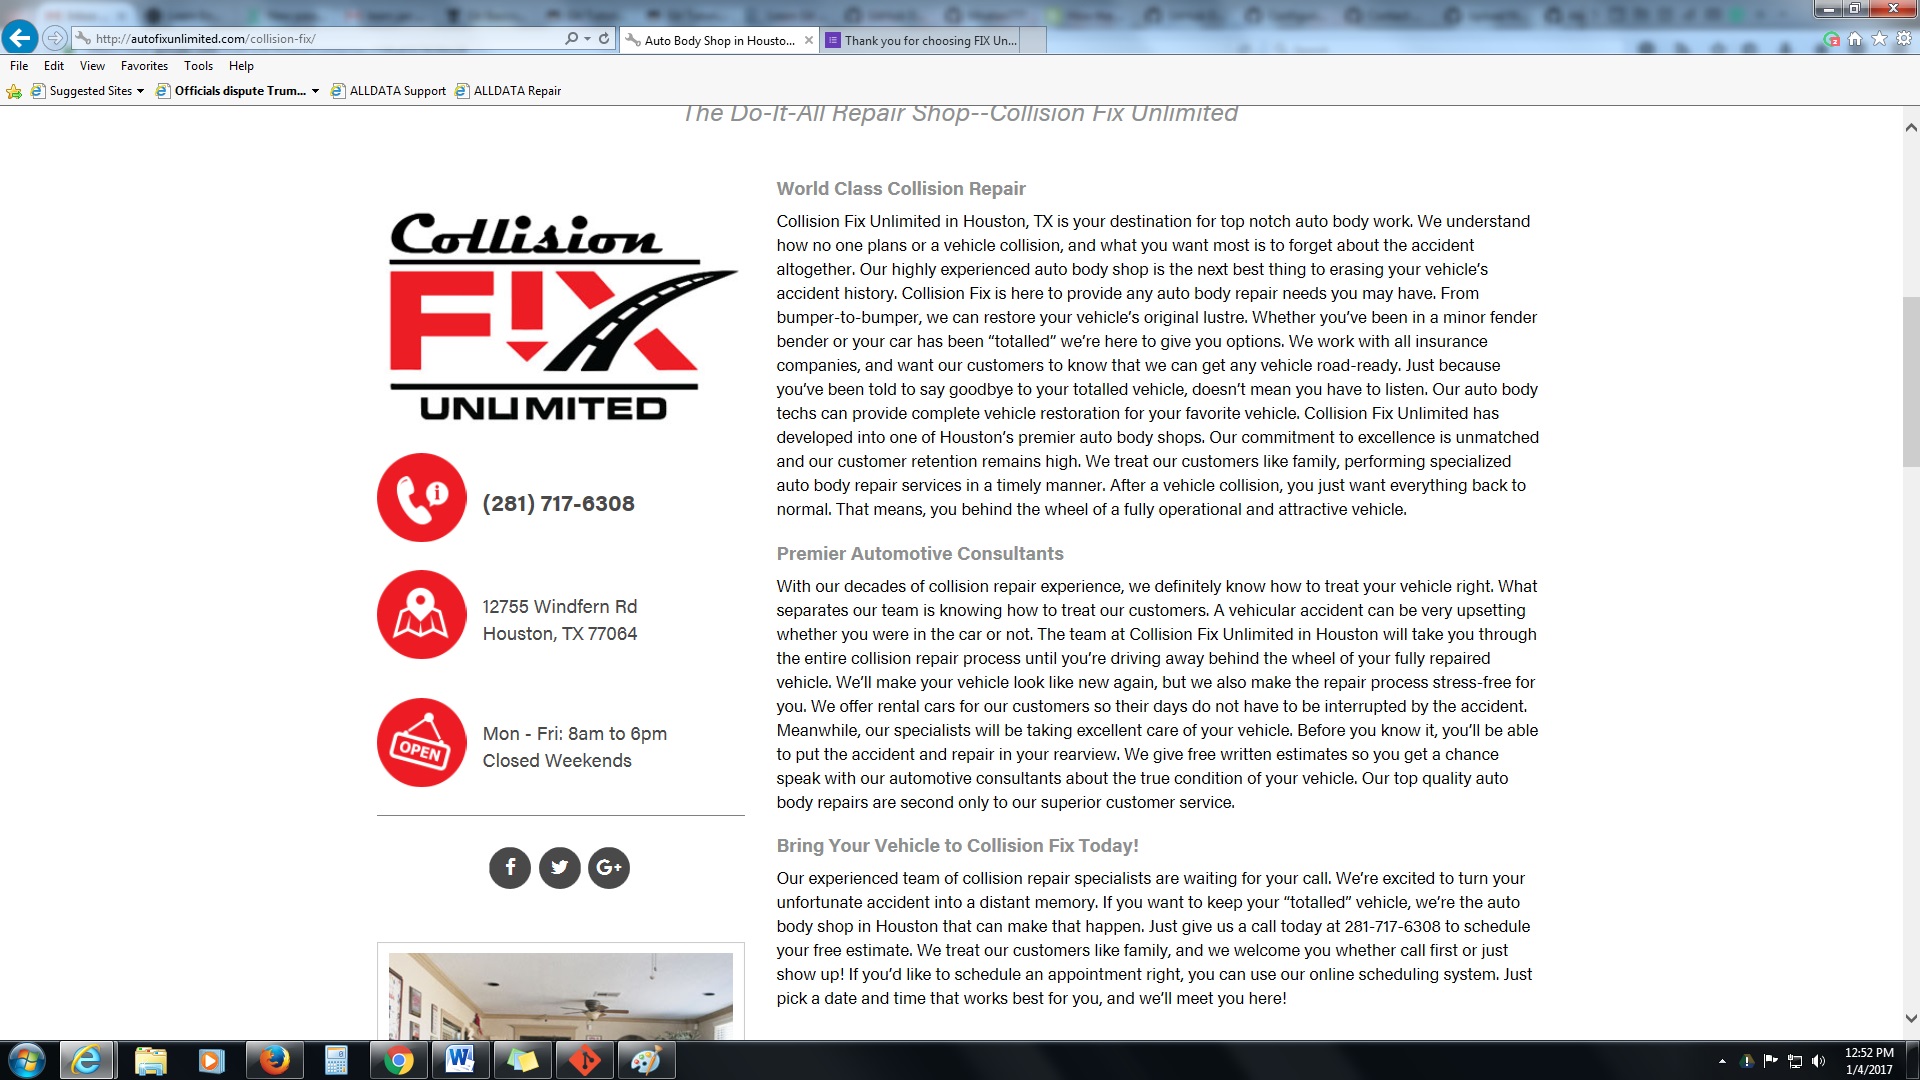 http://autofixunlimited.com/collision-fix/
Auto Body Shop in Housto...
Thank you for choosing FIX Un...
File Edit View Favorites Tools Help
Suggested Sites
Officials dispute Trum...
ALLDATA Support
ALLDATA Repair
The Do-It-All Repair Shop--Collision Fix Unlimited
Collision
FIX
UNLIMITED
(281) 717-6308
12755 Windfern Rd
Houston, TX 77064
OPEN
Mon - Fri: 8am to 6pm
Closed Weekends
World Class Collision Repair
Collision Fix Unlimited in Houston, TX is your destination for top notch auto body work. We understand
how no one plans or a vehicle collision, and what you want most is to forget about the accident
altogether. Our highly experienced auto body shop is the next best thing to erasing your vehicle’s
accident history. Collision Fix is here to provide any auto body repair needs you may have. From
bumper-to-bumper, we can restore your vehicle’s original lustre. Whether you’ve been in a minor fender
bender or your car has been “totalled” we’re here to give you options. We work with all insurance
companies, and want our customers to know that we can get any vehicle road-ready. Just because
you’ve been told to say goodbye to your totalled vehicle, doesn’t mean you have to listen. Our auto body
techs can provide complete vehicle restoration for your favorite vehicle. Collision Fix Unlimited has
developed into one of Houston’s premier auto body shops. Our commitment to excellence is unmatched
and our customer retention remains high. We treat our customers like family, performing specialized
auto body repair services in a timely manner. After a vehicle collision, you just want everything back to
normal. That means, you behind the wheel of a fully operational and attractive vehicle.
Premier Automotive Consultants
With our decades of collision repair experience, we definitely know how to treat your vehicle right. What
separates our team is knowing how to treat our customers. A vehicular accident can be very upsetting
whether you were in the car or not. The team at Collision Fix Unlimited in Houston will take you through
the entire collision repair process until you’re driving away behind the wheel of your fully repaired
vehicle. We’ll make your vehicle look like new again, but we also make the repair process stress-free for
you. We offer rental cars for our customers so their days do not have to be interrupted by the accident.
Meanwhile, our specialists will be taking excellent care of your vehicle. Before you know it, you’ll be able
to put the accident and repair in your rearview. We give free written estimates so you get a chance
speak with our automotive consultants about the true condition of your vehicle. Our top quality auto
body repairs are second only to our superior customer service.
Bring Your Vehicle to Collision Fix Today!
Our experienced team of collision repair specialists are waiting for your call. We’re excited to turn your
unfortunate accident into a distant memory. If you want to keep your “totalled” vehicle, we’re the auto
body shop in Houston that can make that happen. Just give us a call today at 281-717-6308 to schedule
your free estimate. We treat our customers like family, and we welcome you whether call first or just
show up! If you’d like to schedule an appointment right, you can use our online scheduling system. Just
pick a date and time that works best for you, and we’ll meet you here!
12:52 PM
1/4/2017